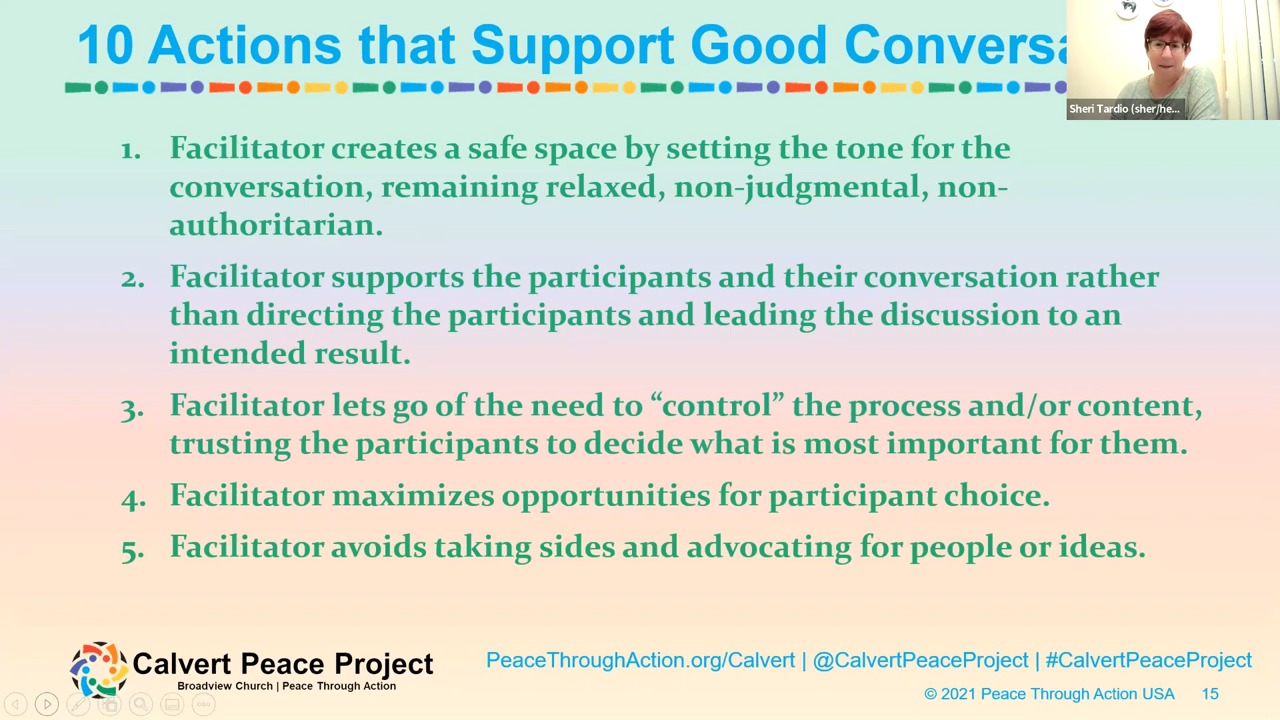 10 Actions that Support Good Conversa
Sheri Tardio (sher/he...
1. Facilitator creates a safe space by setting the tone for the
conversation, remaining relaxed, non-judgmental, non-
authoritarian.
2. Facilitator supports the participants and their conversation rather
than directing the participants and leading the discussion to an
intended result.
3. Facilitator lets go of the need to “control” the process and/or content,
trusting the participants to decide what is most important for them.
4. Facilitator maximizes opportunities for participant choice.
5. Facilitator avoids taking sides and advocating for people or ideas.
Calvert Peace Project
Broadview Church | Peace Through Action
PeaceThroughAction.org/Calvert | @CalvertPeaceProject | #CalvertPeaceProject
© 2021 Peace Through Action USA 15